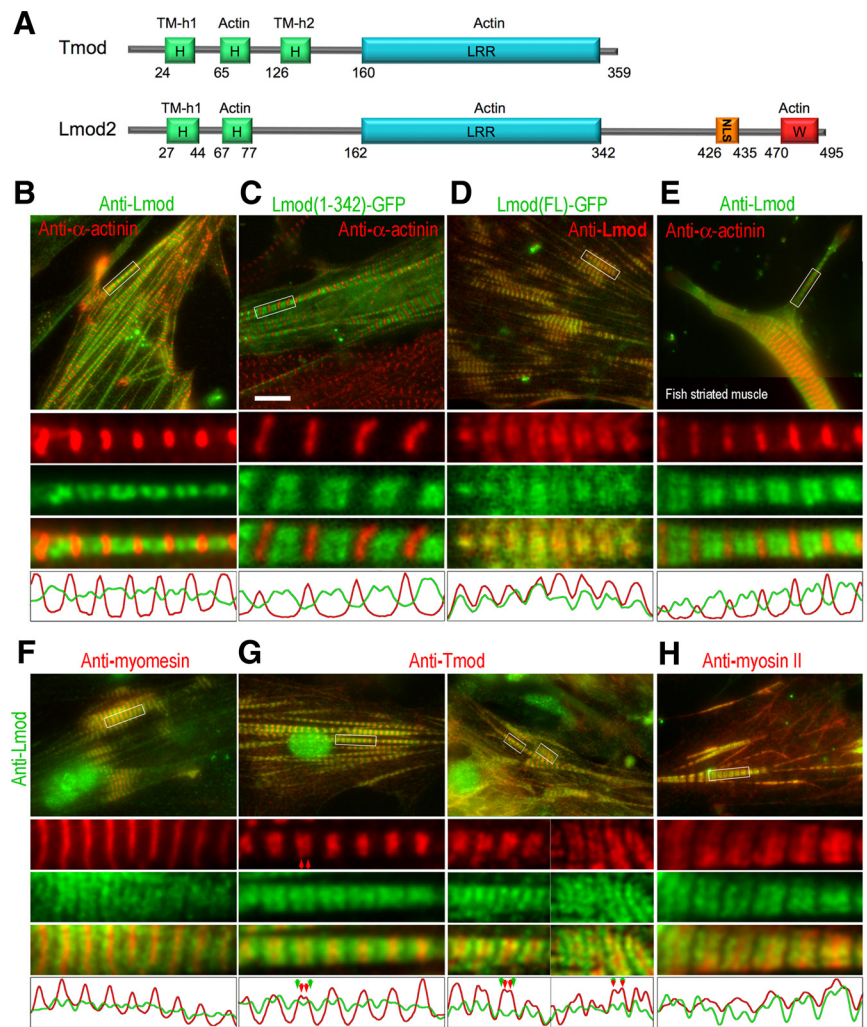 A
TM-h1 Actin TM-h2 Actin
Tmod H H H LRR
24 65 126 160 359
TM-h1 Actin Actin Actin
Lmod2 H H LRR NLS W
27 44 67 77 162 342 426 435 470 495
B Anti-Lmod C Lmod(1-342)-GFP D Lmod(FL)-GFP E Anti-Lmod
Anti-α-actinin Anti-α-actinin Anti-Lmod Anti-α-actinin
Fish striated muscle
F Anti-myomesin G Anti-Tmod H Anti-myosin II
Anti-Lmod